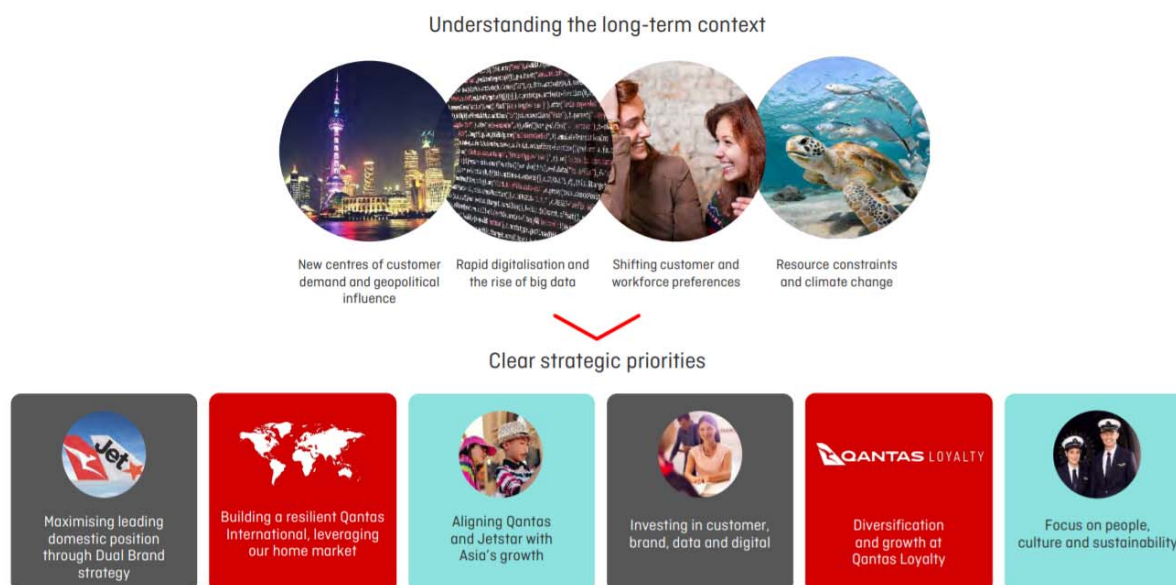 Understanding the long-term context
New centres of customer
demand and geopolitical
influence
Rapid digitalisation and
the rise of big data
Shifting customer and
workforce preferences
Resource constraints
and climate change
Clear strategic priorities
Jet
Maximising leading
domestic position
through Dual Brand
strategy
Building a resilient Qantas
International, leveraging
our home market
Aligning Qantas
and Jetstar with
Asia's growth
Investing in customer,
brand, data and digital
QANTAS LOYALTY
Diversification
and growth at
Qantas Loyalty
Focus on people,
culture and sustainability